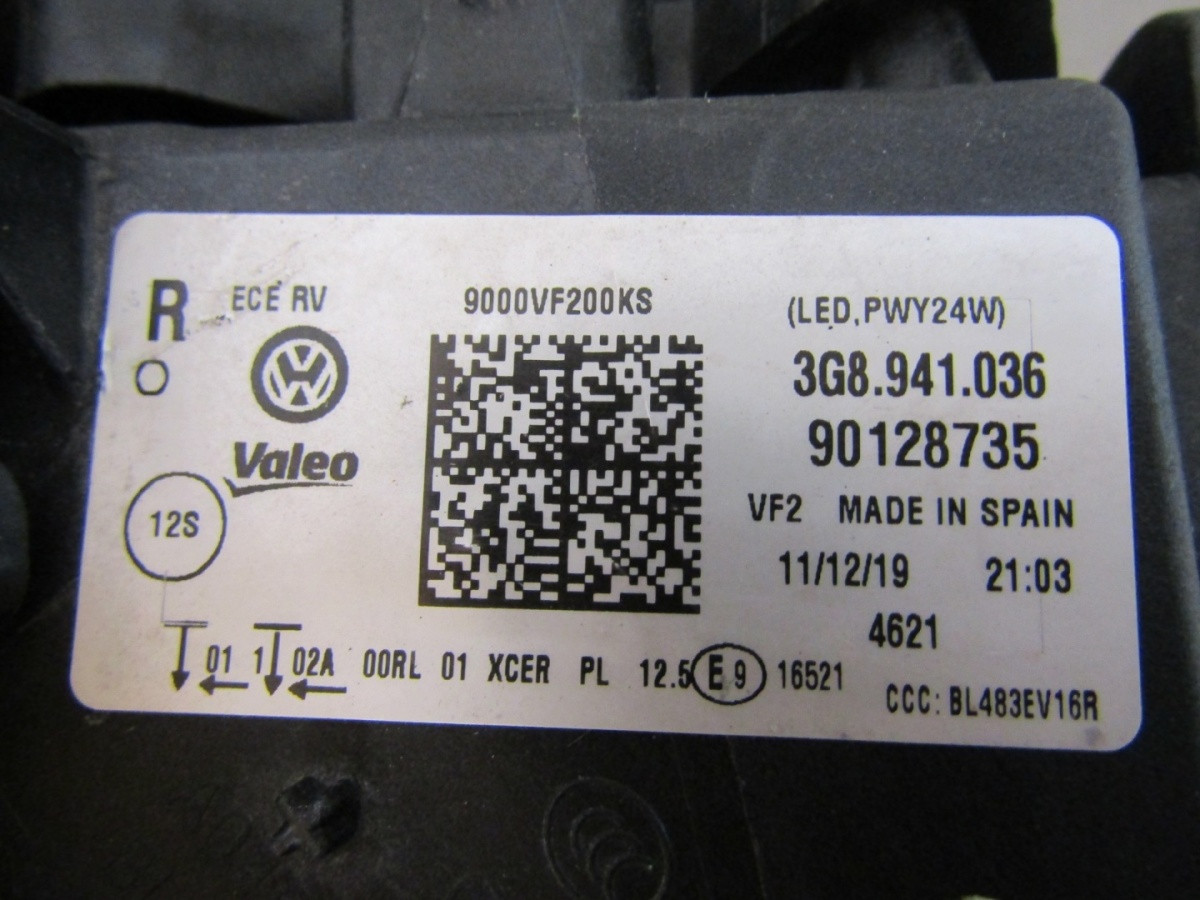 R ECE RV 9000VF200KS (LED,PWY24W)
3G8.941.036
Valeo 90128735
12S VF2 MADE IN SPAIN
11/12/19 21:03
4621
01 1 02A 00RL 01 XCER PL 12.5 E9 16521
CCC: BL483EV16R